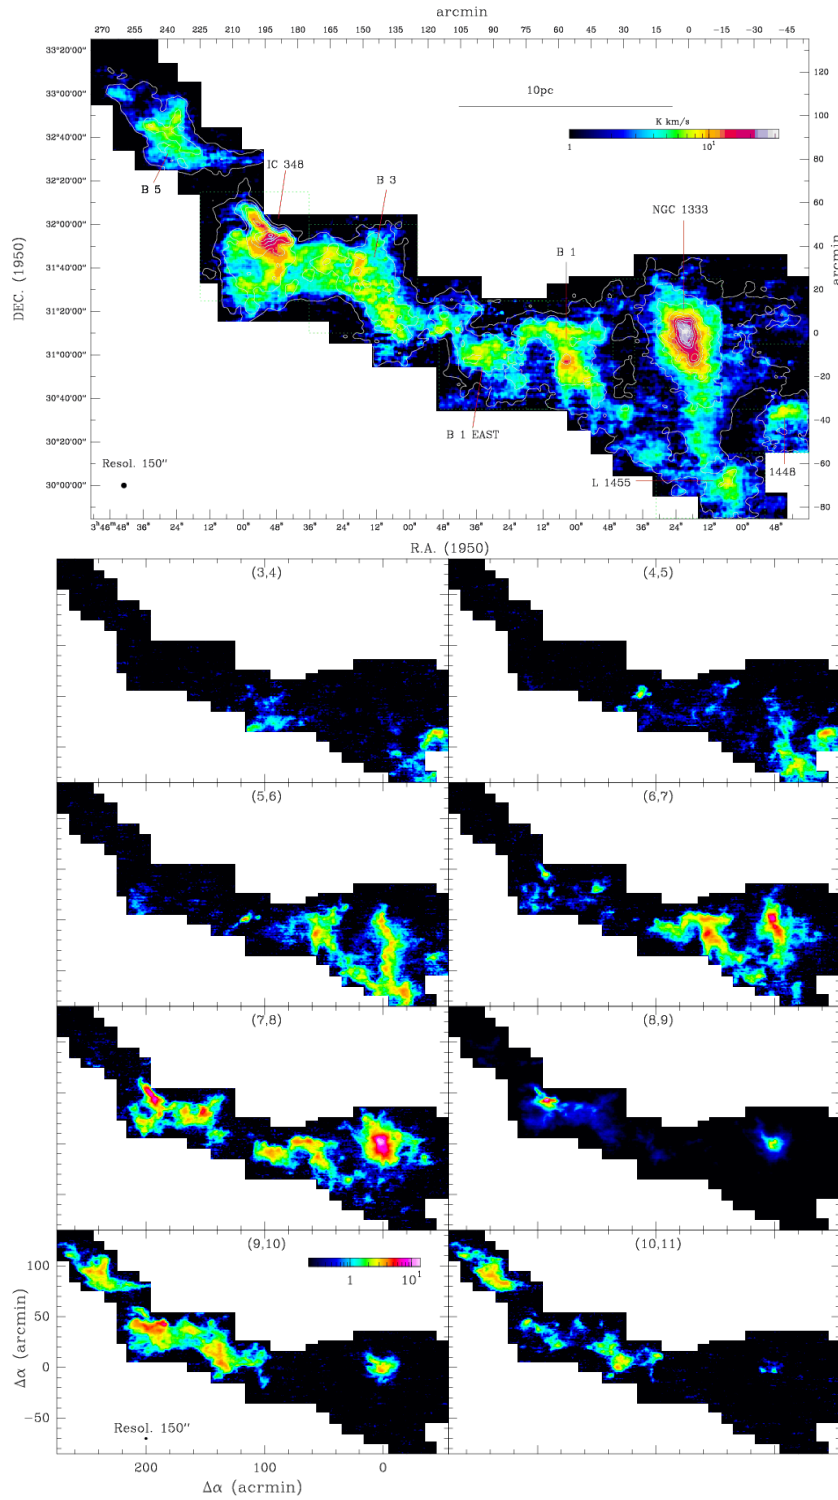 arcmin
270 255 240 225 210 195 180 165 150 135 120 105 90 75 60 45 30 15 0 -15 -30 -45
33°20'00"
33°00'00"
32°40'00"
32°20'00"
32°00'00"
31°40'00"
31°20'00"
31°00'00"
30°40'00"
30°20'00"
30°00'00"
DEC. (1950)
120
100
80
60
40
20
0
-20
-40
-60
-80
arcmin
10pc
K km/s
1 10¹
B 5
IC 348
B 3
NGC 1333
B 1
B 1 EAST
L 1455
1448
Resol. 150"
3ʰ46ᵐ48ˢ 36ˢ 24ˢ 12ˢ 00ˢ 48ˢ 36ˢ 24ˢ 12ˢ 00ˢ 48ˢ 36ˢ 24ˢ 12ˢ 00ˢ 48ˢ 36ˢ 24ˢ 12ˢ 00ˢ 48ˢ
R.A. (1950)
(3,4) (4,5)
(5,6) (6,7)
(7,8) (8,9)
(9,10) (10,11)
1 10¹
100
50
0
-50
Δα (arcmin)
Resol. 150"
200 100 0
Δα (acrmin)